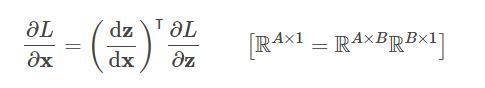 ∂L/∂𝐱 = (d𝐳/d𝐱)ᵀ ∂L/∂𝐳 [ℝ^{A×1} = ℝ^{A×B}ℝ^{B×1}]